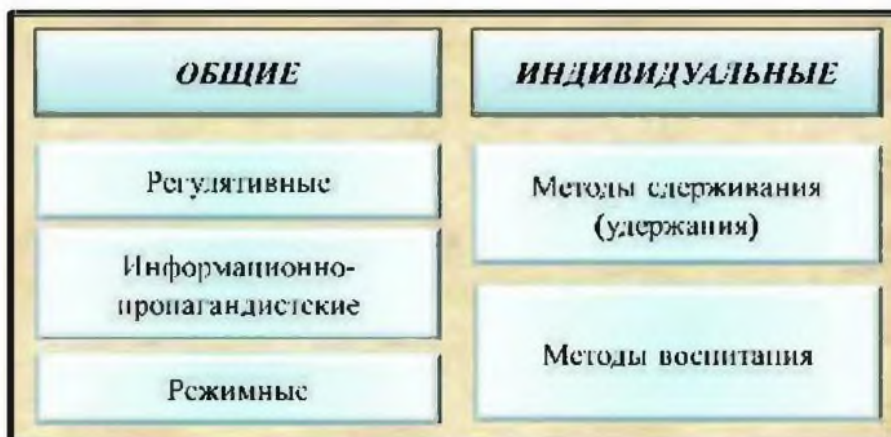 ОБЩИЕ
Регулятивные
Информационно-
пропагандистские
Режимные
ИНДИВИДУАЛЬНЫЕ
Методы сдерживания
(удержания)
Методы воспитания